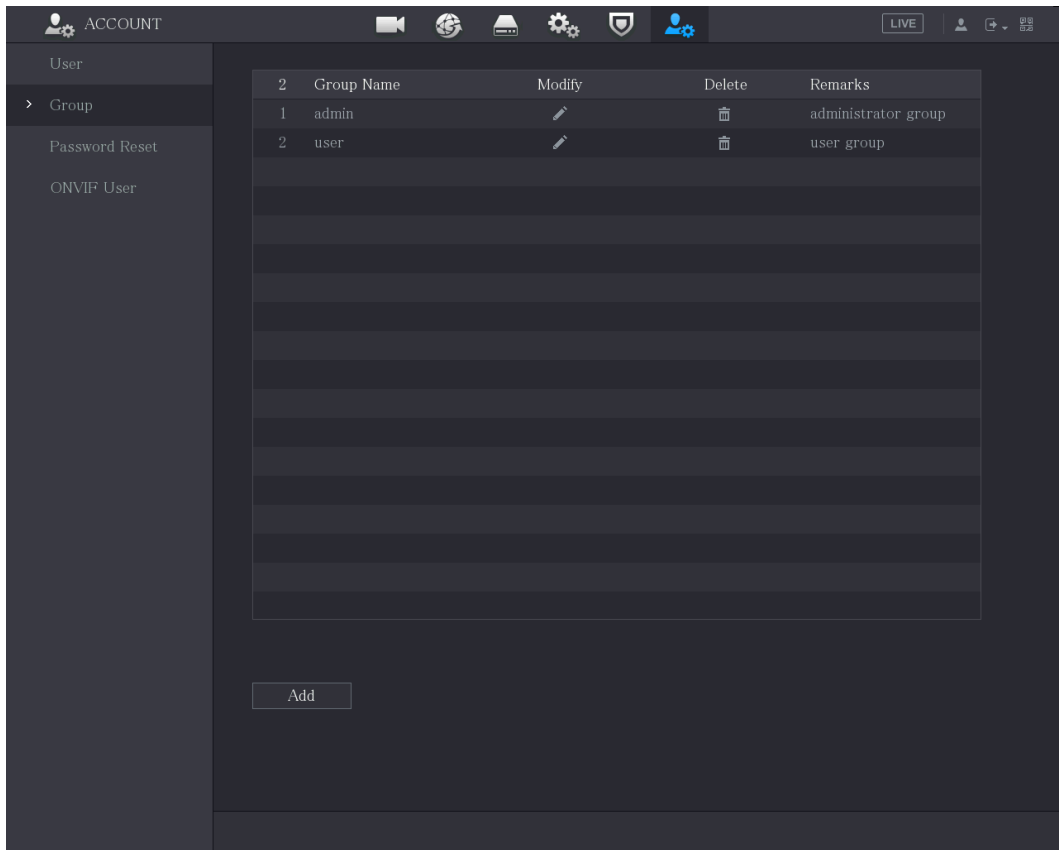 ACCOUNT LIVE
User
Group
Password Reset
ONVIF User
2 Group Name Modify Delete Remarks
1 admin administrator group
2 user user group
Add